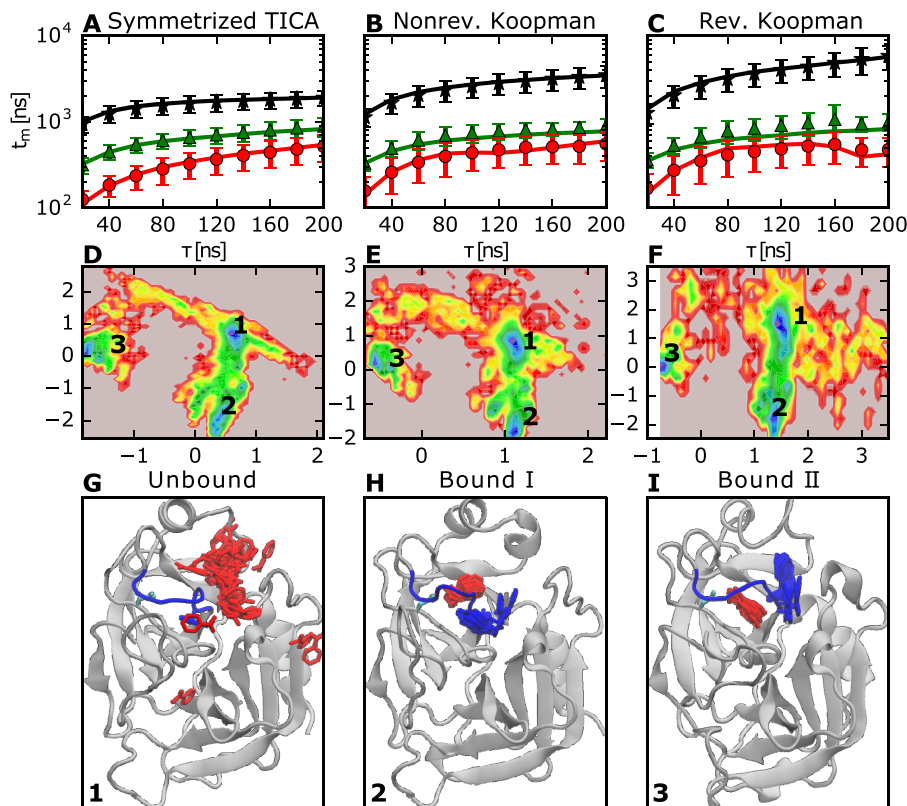 A Symmetrized TICA
B Nonrev. Koopman
C Rev. Koopman
10⁴
10³
10²
tₘ [ns]
40 80 120 160 200
40 80 120 160 200
40 80 120 160 200
τ [ns]
τ [ns]
τ [ns]
D
E
F
2
1
0
−1
−2
3
2
1
0
−1
−2
3
2
1
0
−1
−2
1
2
3
1
2
3
1
2
3
−1 0 1 2
0 1 2
−1 0 1 2 3
G Unbound
H Bound I
I Bound II
1
2
3